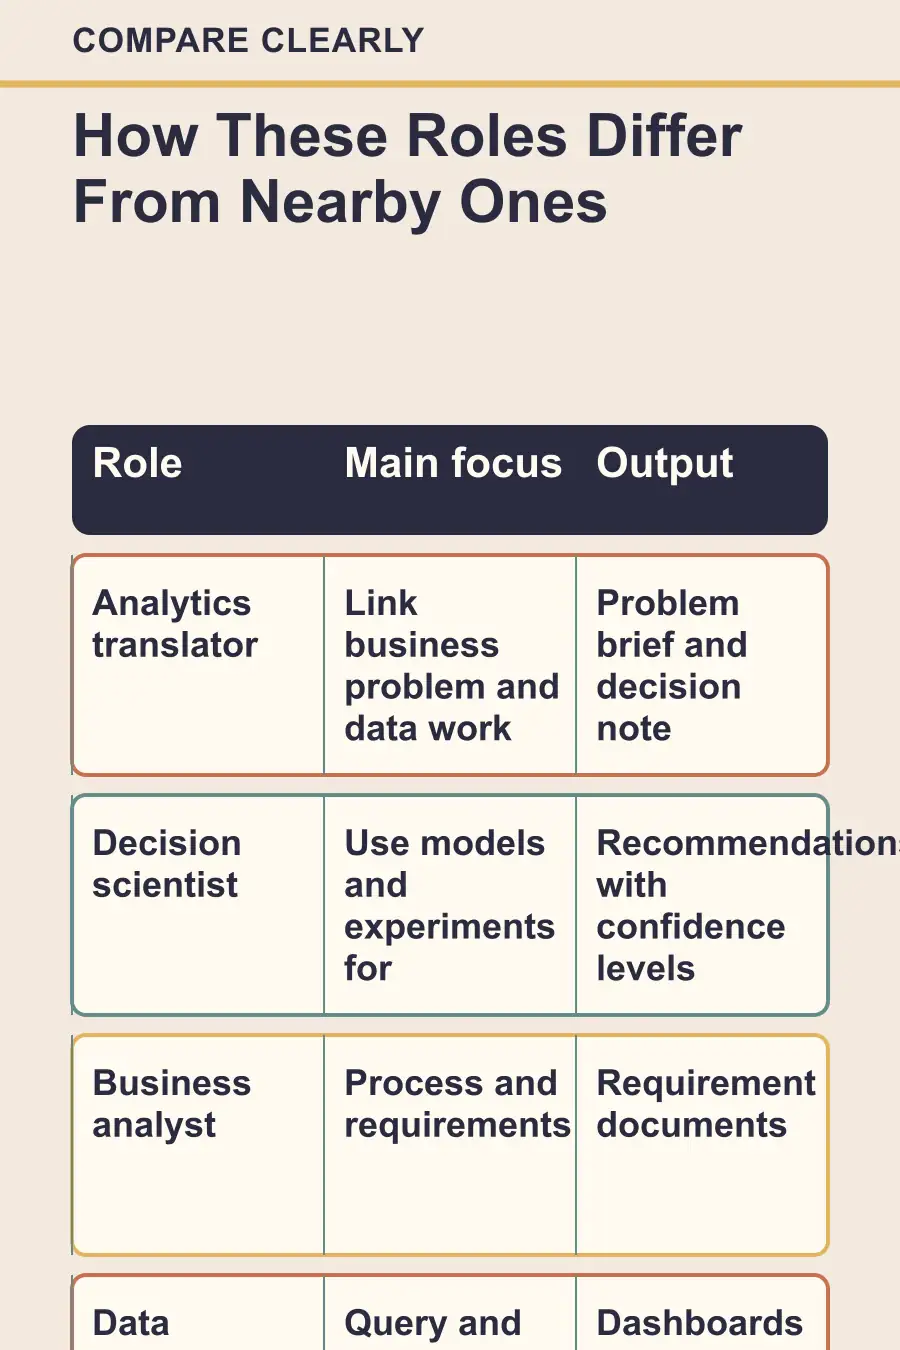 COMPARE CLEARLY
How These Roles Differ
From Nearby Ones
Role Main focus Output
Analytics
translator
Link
business
problem and
data work
Problem
brief and
decision
note
Decision
scientist
Use models
and
experiments
for
Recommendations
with
confidence
levels
Business
analyst
Process and
requirements
Requirement
documents
Data
Query and
Dashboards